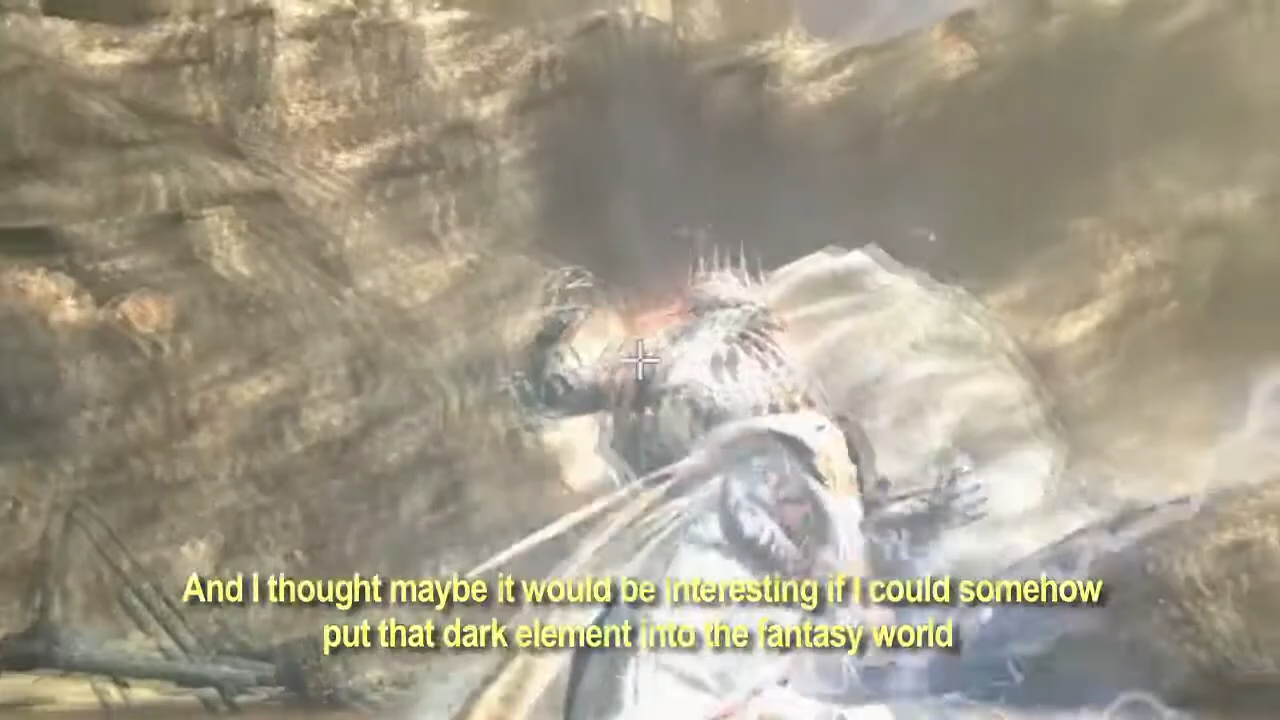 And I thought maybe it would be interesting if I could somehow
put that dark element into the fantasy world